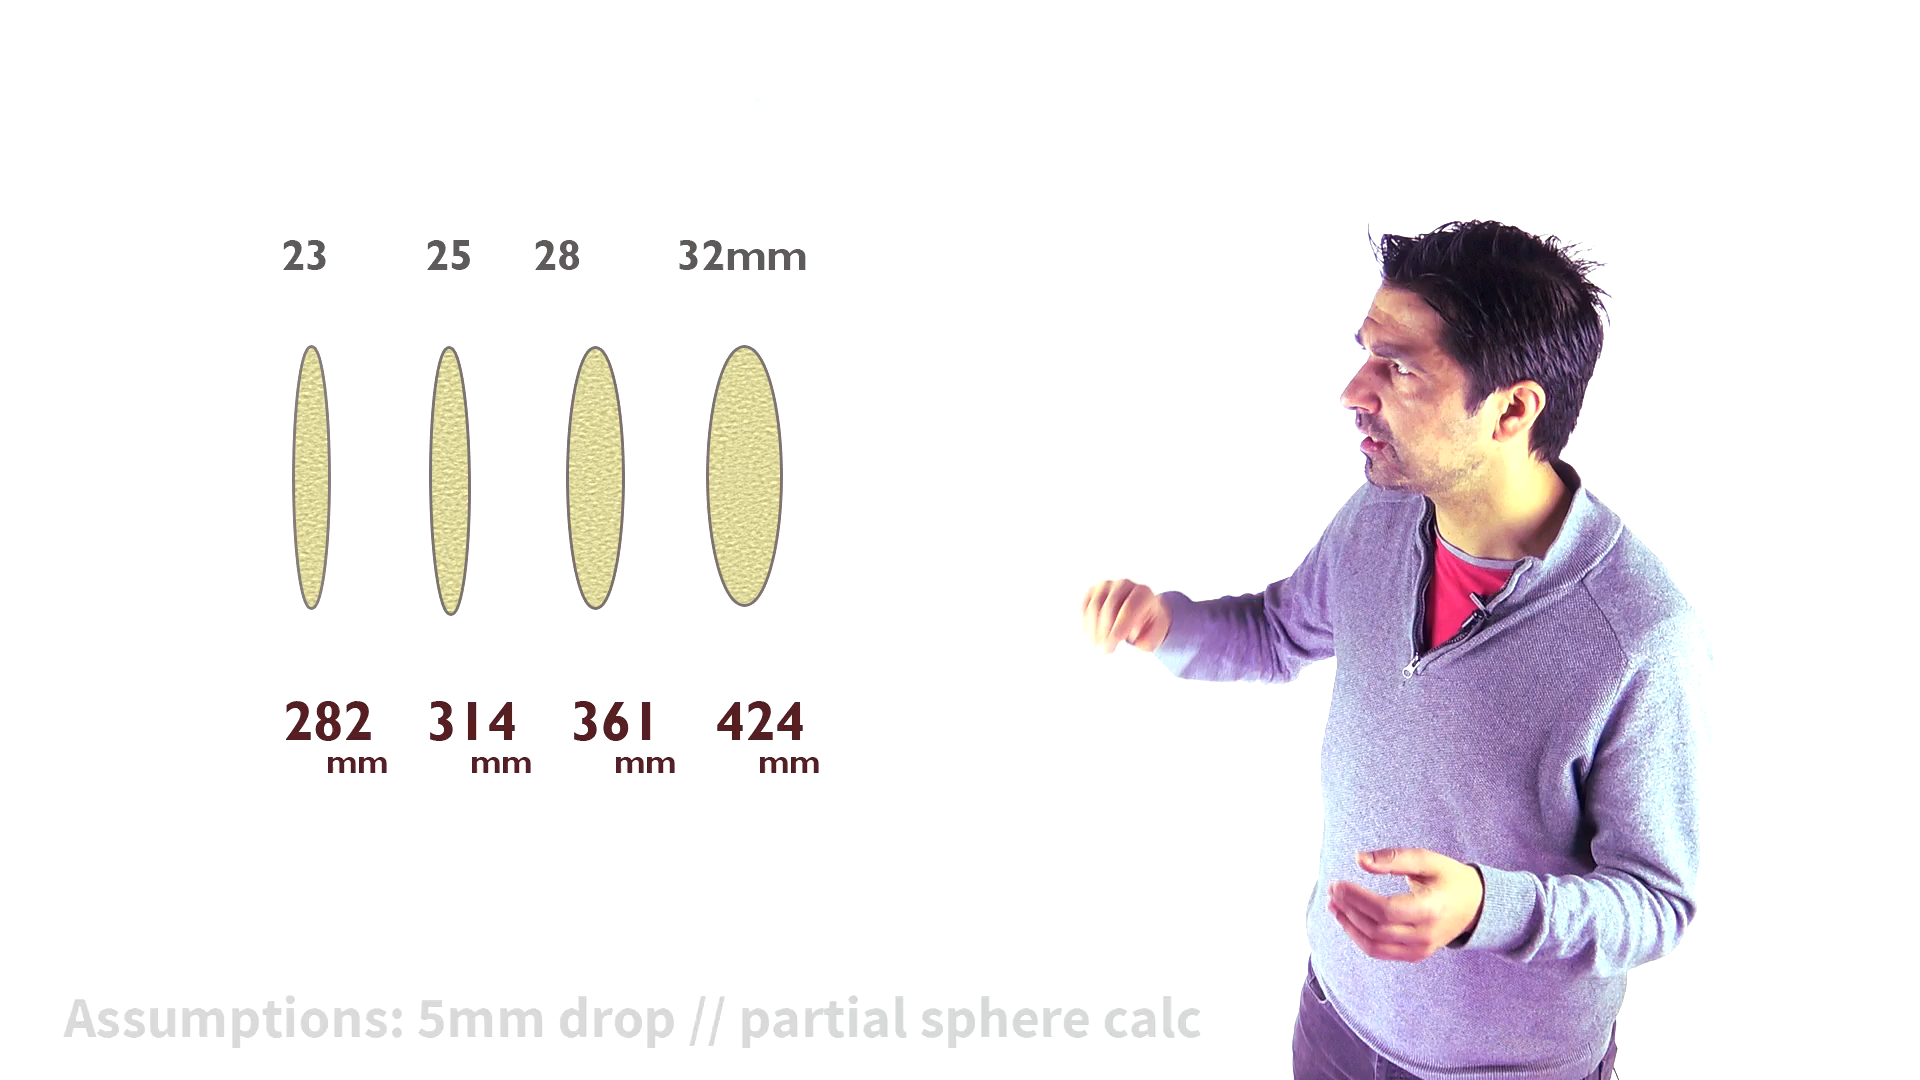 23 25 28 32mm
282 314 361 424
mm mm mm mm
Assumptions: 5mm drop // partial sphere calc